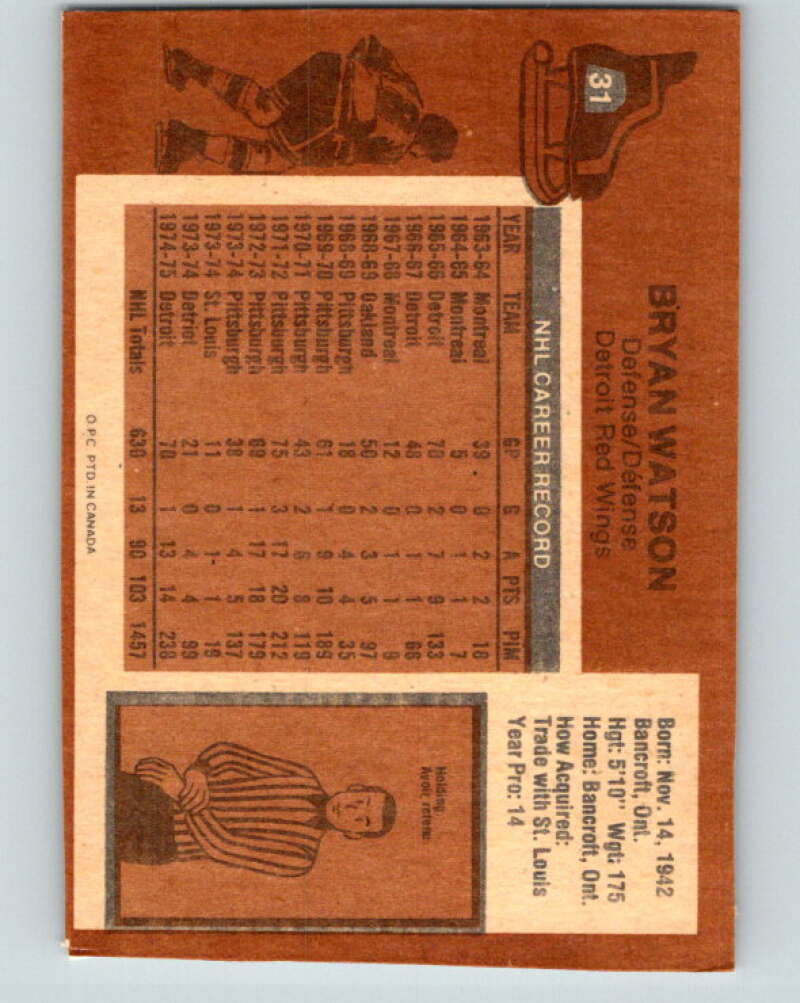 31
BRYAN WATSON
Defense/Défense
Detroit Red Wings
NHL CAREER RECORD
YEAR TEAM GP G A PTS PIM
1963-64 Montreal 39 0 2 2 18
1964-65 Montreal 5 0 1 1 7
1965-66 Detroit 70 2 7 9 133
1966-67 Detroit 48 0 1 1 66
1967-68 Montreal 12 0 1 1 9
1968-69 Oakland 50 2 3 5 97
1968-69 Pittsburgh 18 0 4 4 35
1969-70 Pittsburgh 61 1 9 10 189
1970-71 Pittsburgh 43 2 6 8 119
1971-72 Pittsburgh 75 3 17 20 212
1972-73 Pittsburgh 69 1 17 18 179
1973-74 Pittsburgh 38 1 4 5 137
1973-74 St. Louis 11 0 1 1 19
1973-74 Detroit 21 0 4 4 99
1974-75 Detroit 70 1 13 14 238
NHL Totals 630 13 90 103 1457
O.P.C. PTD. IN CANADA
Born: Nov. 14, 1942
Bancroft, Ont.
Hgt: 5'10" Wgt: 175
Home: Bancroft, Ont.
How Acquired:
Trade with St. Louis
Year Pro: 14
Holding
Avoir retenu